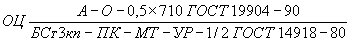 ОЦ А – О – 0,5×710 ГОСТ 19904 – 90
БСт3кп – ПК – МТ – УР – 1/2 ГОСТ 14918 – 80